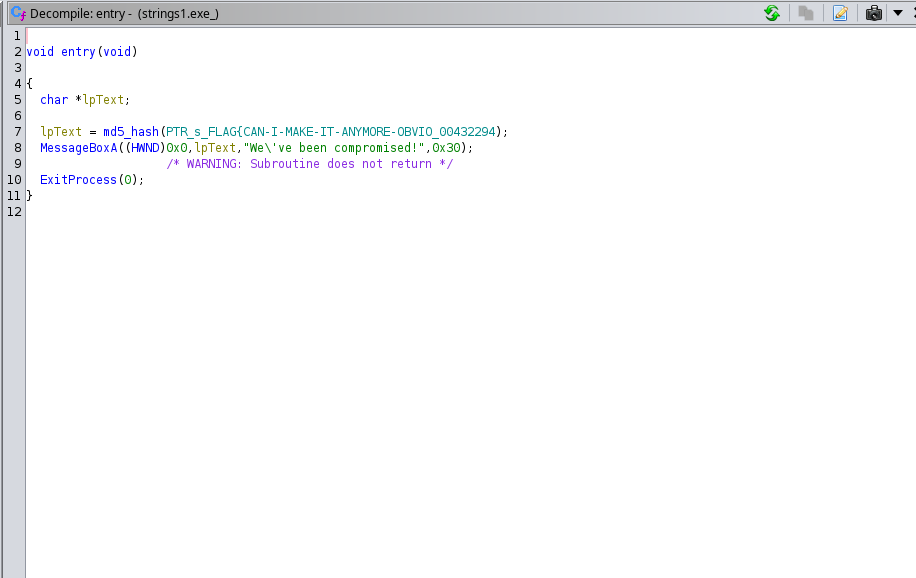 Decompile: entry - (strings1.exe_)
1
2 void entry(void)
3
4 {
5 char *lpText;
6
7 lpText = md5_hash(PTR_s_FLAG{CAN-I-MAKE-IT-ANYMORE-OBVIO_00432294);
8 MessageBoxA((HWND)0x0,lpText,"We\'ve been compromised!",0x30);
9 /* WARNING: Subroutine does not return */
10 ExitProcess(0);
11 }
12